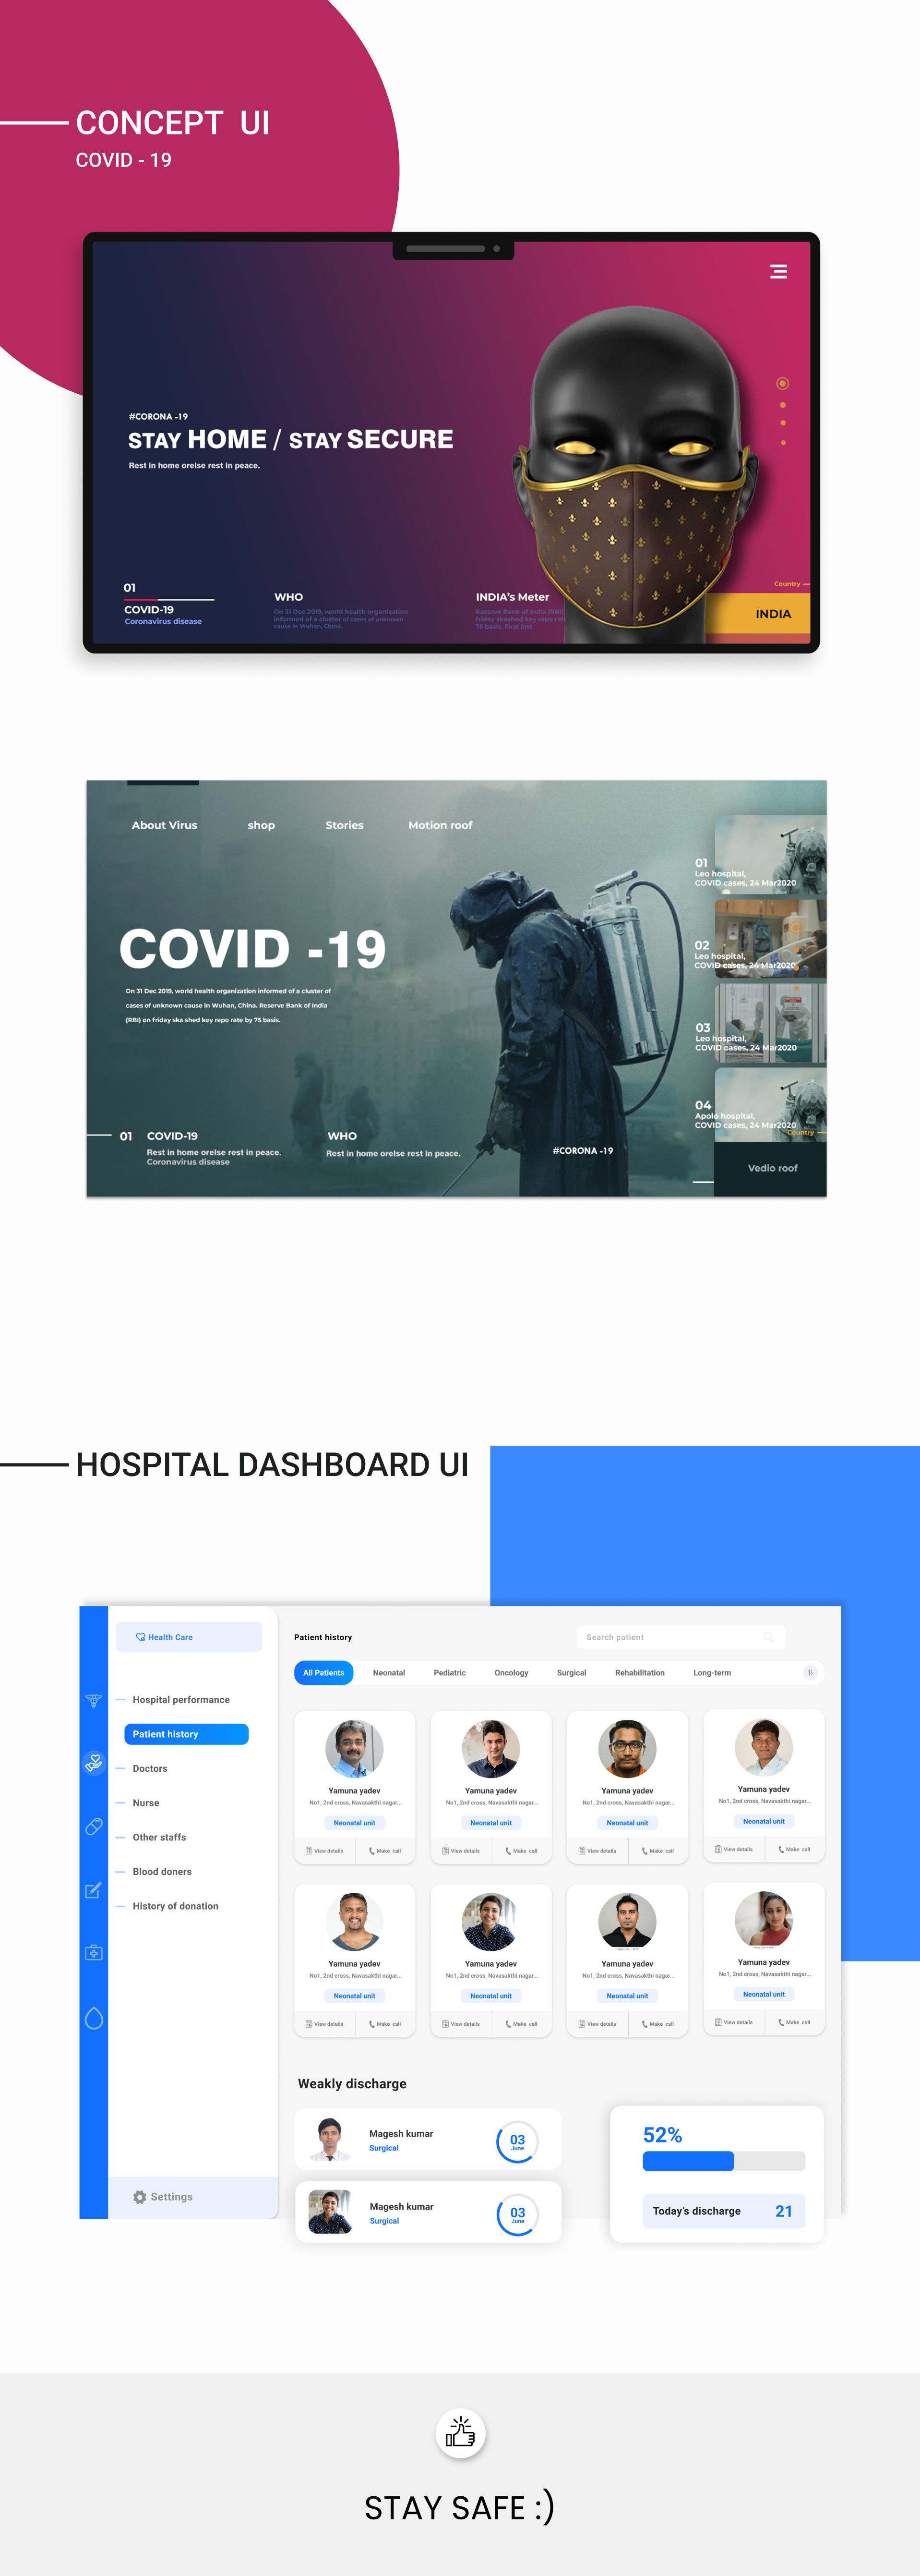 CONCEPT UI
COVID - 19
#CORONA -19
STAY HOME / STAY SECURE
Rest in home orelse rest in peace.
01
COVID-19
Coronavirus disease
WHO
On 31 Dec 2019, world health organization
informed of a cluster of cases of unknown
cause in Wuhan, China.
INDIA's Meter
Reserve Bank of India (RBI)
friday skashed key repo rat
75 basis. First inst
Country
INDIA
About Virus
shop
Stories
Motion roof
COVID -19
On 31 Dec 2019, world health organization informed of a cluster of
cases of unknown cause in Wuhan, China. Reserve Bank of India
(RBI) on friday ska shed key repo rate by 75 basis.
01
COVID-19
Rest in home orelse rest in peace.
Coronavirus disease
WHO
Rest in home orelse rest in peace.
#CORONA -19
01
Leo hospital,
COVID cases, 24 Mar2020
02
Leo hospital,
COVID cases, 24 Mar2020
03
Leo hospital,
COVID cases, 24 Mar2020
04
Apolo hospital,
COVID cases, 24 Mar2020
Country
Vedio roof
HOSPITAL DASHBOARD UI
Health Care
Hospital performance
Patient history
Doctors
Nurse
Other staffs
Blood doners
History of donation
Settings
Patient history
Search patient
All Patients
Neonatal
Pediatric
Oncology
Surgical
Rehabilitation
Long-term
Yamuna yadev
No1, 2nd cross, Navasakthi nagar...
Neonatal unit
View details
Make call
Yamuna yadev
No1, 2nd cross, Navasakthi nagar...
Neonatal unit
View details
Make call
Yamuna yadev
No1, 2nd cross, Navasakthi nagar...
Neonatal unit
View details
Make call
Yamuna yadev
No1, 2nd cross, Navasakthi nagar...
Neonatal unit
View details
Make call
Yamuna yadev
No1, 2nd cross, Navasakthi nagar...
Neonatal unit
View details
Make call
Yamuna yadev
No1, 2nd cross, Navasakthi nagar...
Neonatal unit
View details
Make call
Yamuna yadev
No1, 2nd cross, Navasakthi nagar...
Neonatal unit
View details
Make call
Yamuna yadev
No1, 2nd cross, Navasakthi nagar...
Neonatal unit
View details
Make call
Weakly discharge
Magesh kumar
Surgical
03
June
Magesh kumar
Surgical
03
June
52%
Today's discharge 21
STAY SAFE :)